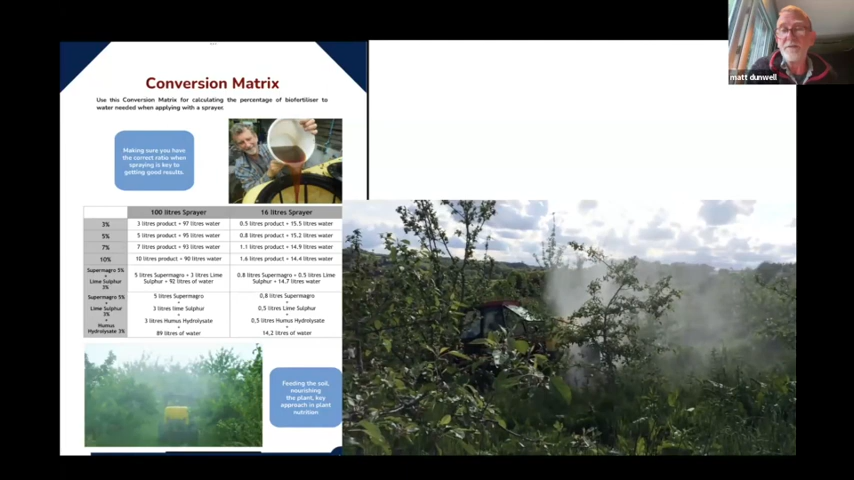 matt dunwell
Conversion Matrix
Use this Conversion Matrix for calculating the percentage of biofertiliser to
water needed when applying with a sprayer.
Making sure you have
the correct ratio when
spraying is key to
getting good results.
100 litres Sprayer 16 litres Sprayer
3% 3 litres product + 97 litres water 0.5 litres product + 15.5 litres water
5% 5 litres product + 95 litres water 0.8 litres product + 15.2 litres water
7% 7 litres product + 93 litres water 1.1 litres product + 14.9 litres water
10% 10 litres product + 90 litres water 1.6 litres product + 14.4 litres water
Supermagro 5%
+
Lime Sulphur
3%
5 litres Supermagro + 3 litres Lime
Sulphur + 92 litres of water
0.8 litres Supermagro + 0.5 litres Lime
Sulphur + 14.7 litres water
Supermagro 5%
+
Lime Sulphur
3%
+
Humus
Hydrolysate 3%
5 litres Supermagro
+
3 litres lime Sulphur
+
3 litres Humus Hydrolysate
+
89 litres of water
0,8 litres Supermagro
+
0,5 litres Lime Sulphur
+
0,5 litres Humus Hydrolysate
+
14,2 litres of water
Feeding the soil,
nourishing
the plant, key
approach in plant
nutrition